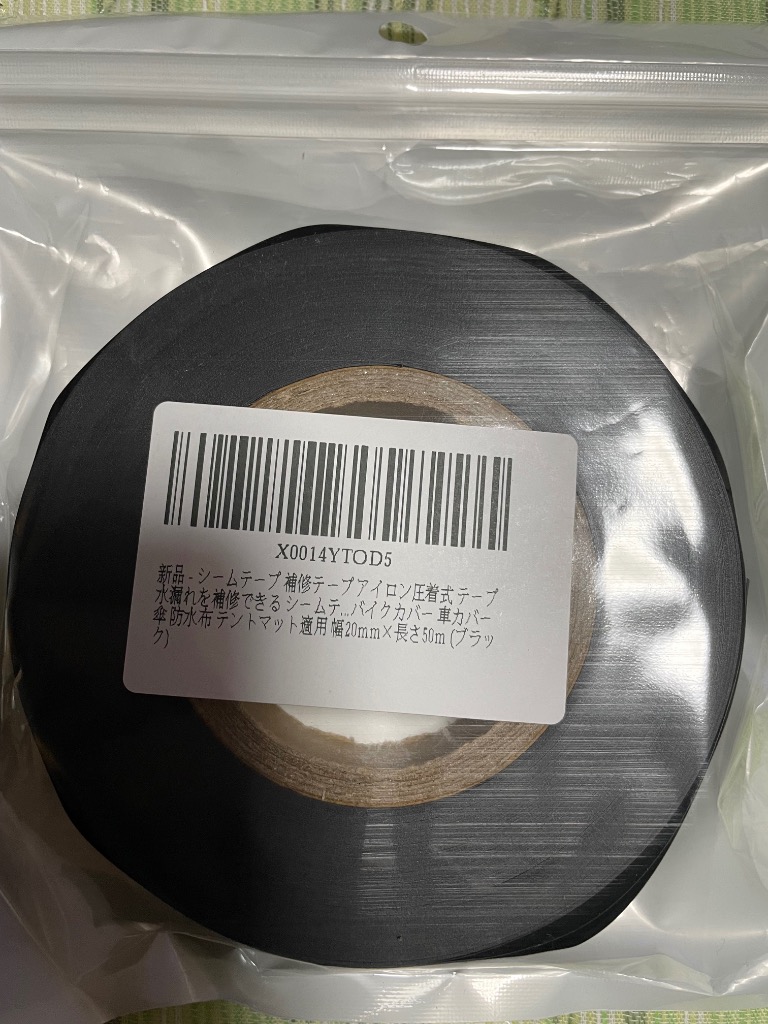 X0014YTOD5
新品 - シームテープ 補修テープ アイロン圧着式 テープ
水漏れを補修できる シームテ...バイクカバー 車カバー
傘 防水布 テントマット適用 幅20mm×長さ50m (ブラッ
ク)